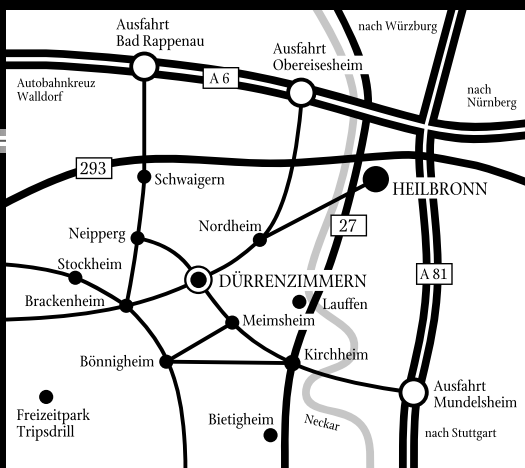 Ausfahrt
Bad Rappenau
nach Würzburg
Ausfahrt
Obereisesheim
A 6
Autobahnkreuz
Walldorf
nach
Nürnberg
293
Schwaigern
HEILBRONN
Nordheim
27
Neipperg
Stockheim
A 81
DÜRRENZIMMERN
Brackenheim
Lauffen
Meimsheim
Kirchheim
Bönnigheim
Ausfahrt
Mundelsheim
Freizeitpark
Tripsdrill
Bietigheim
Neckar
nach Stuttgart